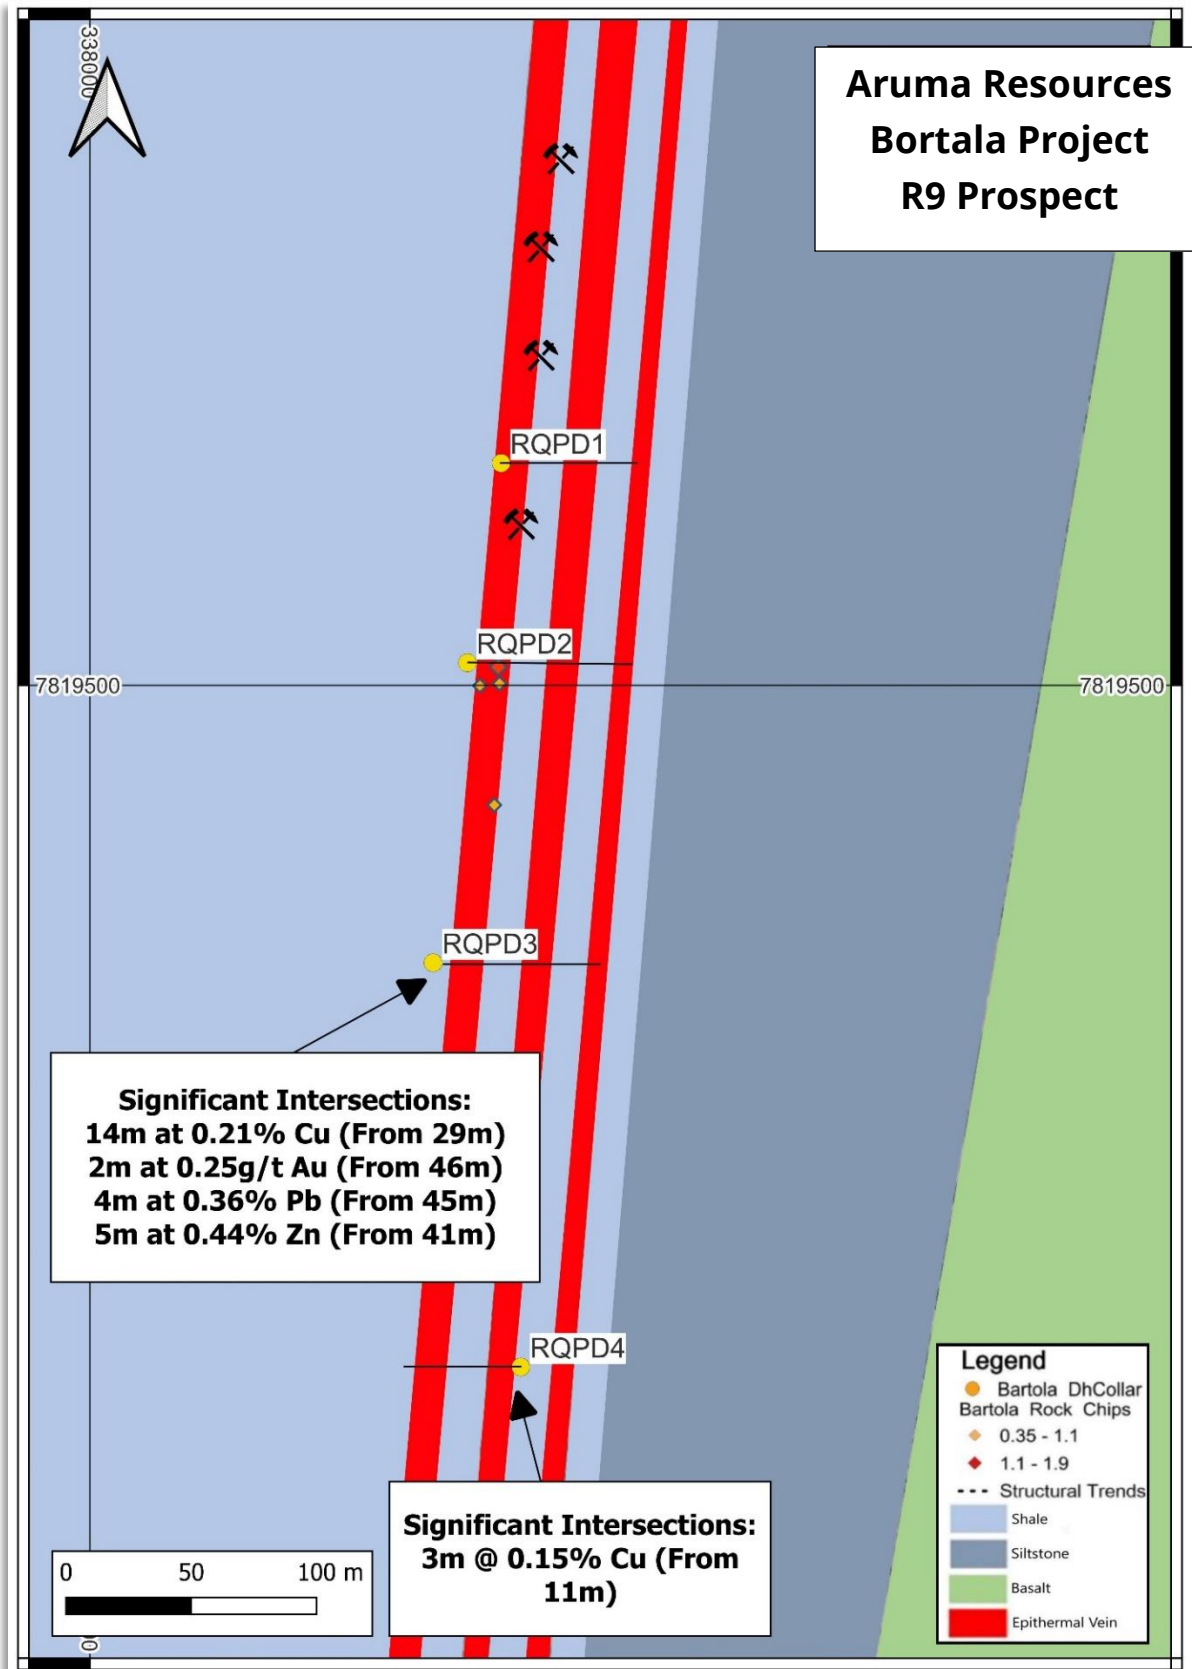 338000
Aruma Resources
Bortala Project
R9 Prospect
RQPD1
RQPD2
7819500
7819500
RQPD3
Significant Intersections:
14m at 0.21% Cu (From 29m)
2m at 0.25g/t Au (From 46m)
4m at 0.36% Pb (From 45m)
5m at 0.44% Zn (From 41m)
RQPD4
Significant Intersections:
3m @ 0.15% Cu (From
11m)
Legend
Bartola DhCollar
Bartola Rock Chips
0.35 - 1.1
1.1 - 1.9
Structural Trends
Shale
Siltstone
Basalt
Epithermal Vein
0 50 100 m